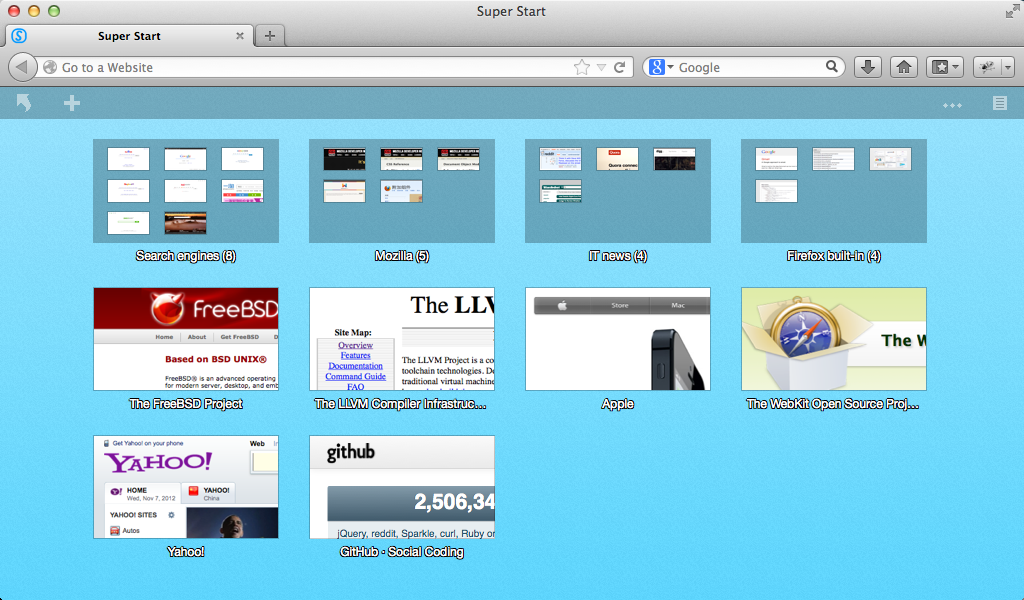 Super Start
Super Start
Go to a Website
Google
Search engines (8)
Mozilla (5)
IT news (4)
Firefox built-in (4)
FreeBSD
Home About Get FreeBSD
Based on BSD UNIX®
FreeBSD® is an advanced operating
for modern server, desktop, and emb
The FreeBSD Project
The LLV
Site Map:
Overview
Features
Documentation
Command Guide
FAQ
The LLVM Project is a co
toolchain technologies. D
traditional virtual machine
The LLVM Compiler Infrastruc...
Store Mac
Apple
The W
The WebKit Open Source Proj...
Get Yahoo! on your phone
Web
YAHOO!
HOME
Wed, Nov 7, 2012
YAHOO!
China
YAHOO! SITES
Autos
Yahoo!
github
2,506,34
jQuery, reddit, Sparkle, curl, Ruby or
GitHub · Social Coding